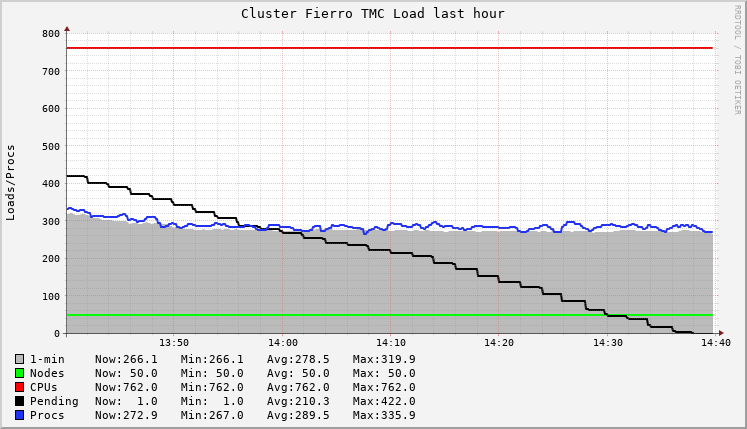 Cluster Fierro TMC Load last hour
RRDTOOL / TOBI OETIKER
Loads/Procs
800
700
600
500
400
300
200
100
0
13:50 14:00 14:10 14:20 14:30 14:40
1-min Now:266.1 Min:266.1 Avg:278.5 Max:319.9
Nodes Now: 50.0 Min: 50.0 Avg: 50.0 Max: 50.0
CPUs Now:762.0 Min:762.0 Avg:762.0 Max:762.0
Pending Now: 1.0 Min: 1.0 Avg:210.3 Max:422.0
Procs Now:272.9 Min:267.0 Avg:289.5 Max:335.9